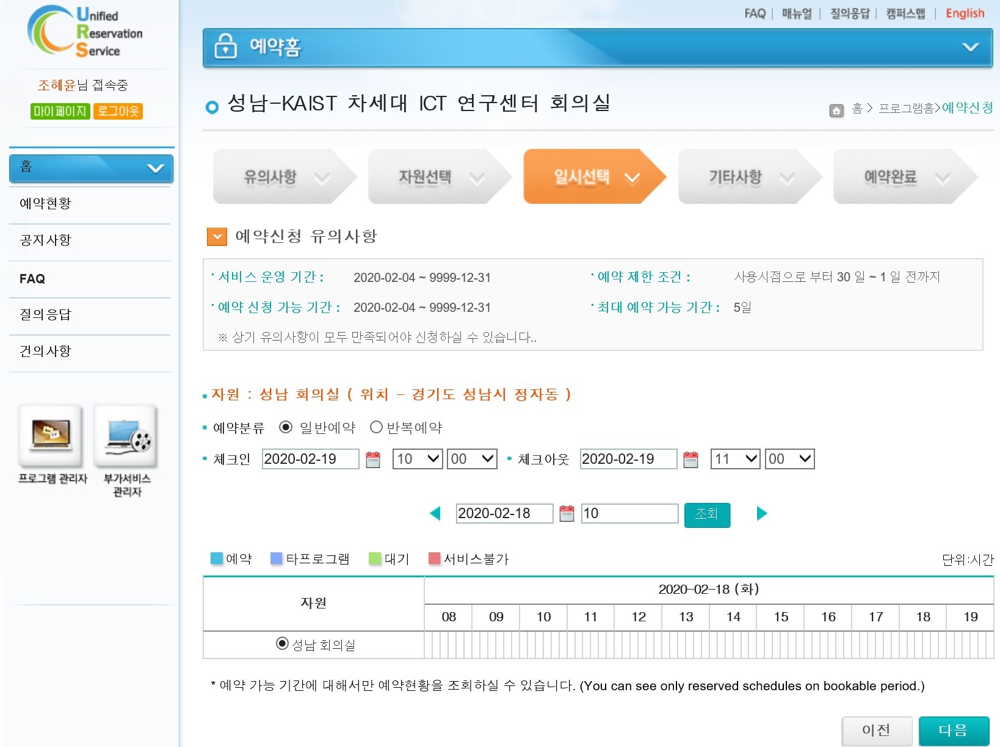 Unified
Reservation
Service
FAQ | 매뉴얼 | 질의응답 | 캠퍼스맵 | English
예약홈
조혜윤님 접속중
마이페이지 로그아웃
성남-KAIST 차세대 ICT 연구센터 회의실
홈 > 프로그램홈>예약신청
홈
예약현황
공지사항
FAQ
질의응답
건의사항
프로그램 관리자
부가서비스
관리자
유의사항 자원선택 일시선택 기타사항 예약완료
예약신청 유의사항
서비스 운영 기간 : 2020-02-04 ~ 9999-12-31 예약 제한 조건 : 사용시점으로 부터 30 일 ~ 1 일 전까지
예약 신청 가능 기간 : 2020-02-04 ~ 9999-12-31 최대 예약 가능 기간 : 5일
※ 상기 유의사항이 모두 만족되어야 신청하실 수 있습니다..
자원 : 성남 회의실 ( 위치 - 경기도 성남시 정자동 )
예약분류 일반예약 반복예약
체크인 2020-02-19 10 00 체크아웃 2020-02-19 11 00
2020-02-18 10 조회
예약 타프로그램 대기 서비스불가 단위:시간
자원 2020-02-18 (화)
08 09 10 11 12 13 14 15 16 17 18 19
성남 회의실
* 예약 가능 기간에 대해서만 예약현황을 조회하실 수 있습니다. (You can see only reserved schedules on bookable period.)
이전 다음